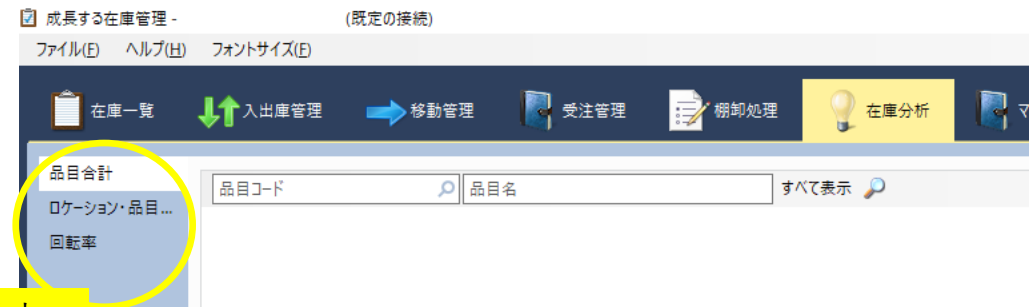 成長する在庫管理 - (既定の接続)
ファイル(F) ヘルプ(H) フォントサイズ(F)
在庫一覧 入出庫管理 移動管理 受注管理 棚卸処理 在庫分析 マ
品目合計
品目コード 品目名 すべて表示
ロケーション・品目...
回転率